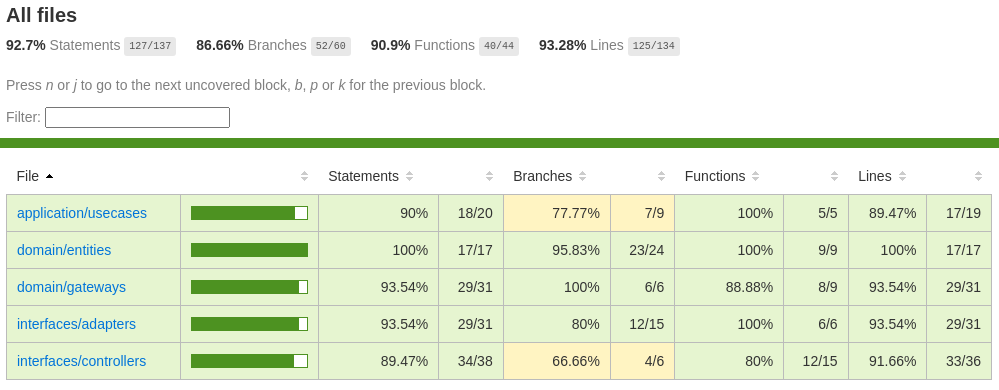 All files
92.7% Statements 127/137 86.66% Branches 52/60 90.9% Functions 40/44 93.28% Lines 125/134
Press n or j to go to the next uncovered block, b, p or k for the previous block.
Filter:
File Statements Branches Functions Lines
application/usecases 90% 18/20 77.77% 7/9 100% 5/5 89.47% 17/19
domain/entities 100% 17/17 95.83% 23/24 100% 9/9 100% 17/17
domain/gateways 93.54% 29/31 100% 6/6 88.88% 8/9 93.54% 29/31
interfaces/adapters 93.54% 29/31 80% 12/15 100% 6/6 93.54% 29/31
interfaces/controllers 89.47% 34/38 66.66% 4/6 80% 12/15 91.66% 33/36